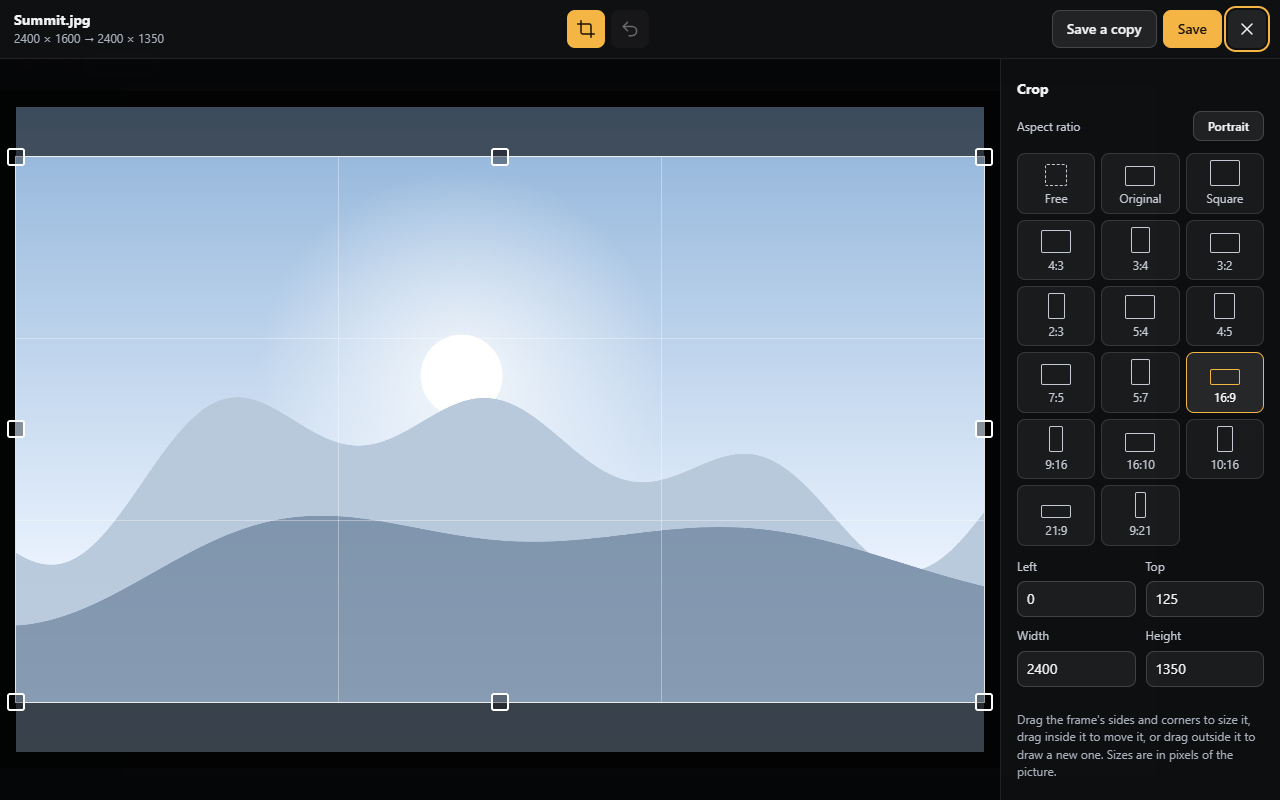 Summit.jpg
2400 × 1600 → 2400 × 1350
Save a copy
Save
Crop
Aspect ratio
Portrait
Free
Original
Square
4:3
3:4
3:2
2:3
5:4
4:5
7:5
5:7
16:9
9:16
16:10
10:16
21:9
9:21
Left
Top
0
125
Width
Height
2400
1350
Drag the frame's sides and corners to size it,
drag inside it to move it, or drag outside it to
draw a new one. Sizes are in pixels of the
picture.